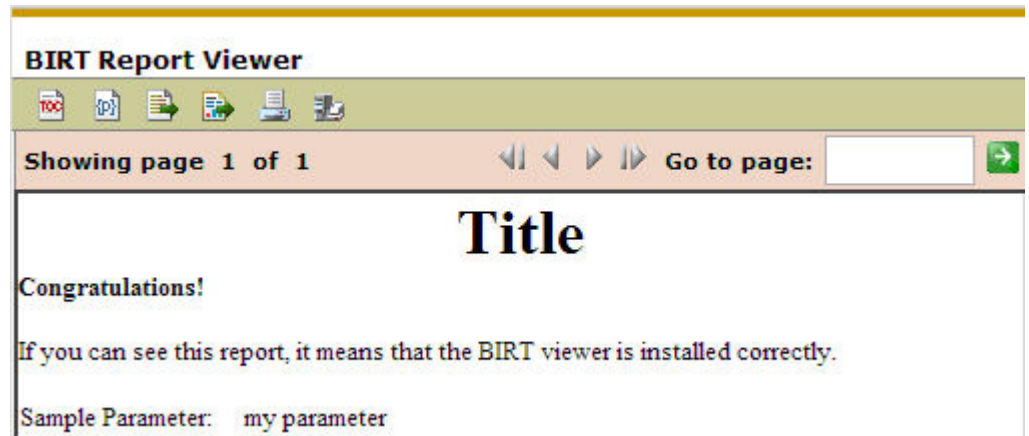 BIRT Report Viewer
TOC {p}
Showing page 1 of 1 Go to page:
Title
Congratulations!
If you can see this report, it means that the BIRT viewer is installed correctly.
Sample Parameter: my parameter